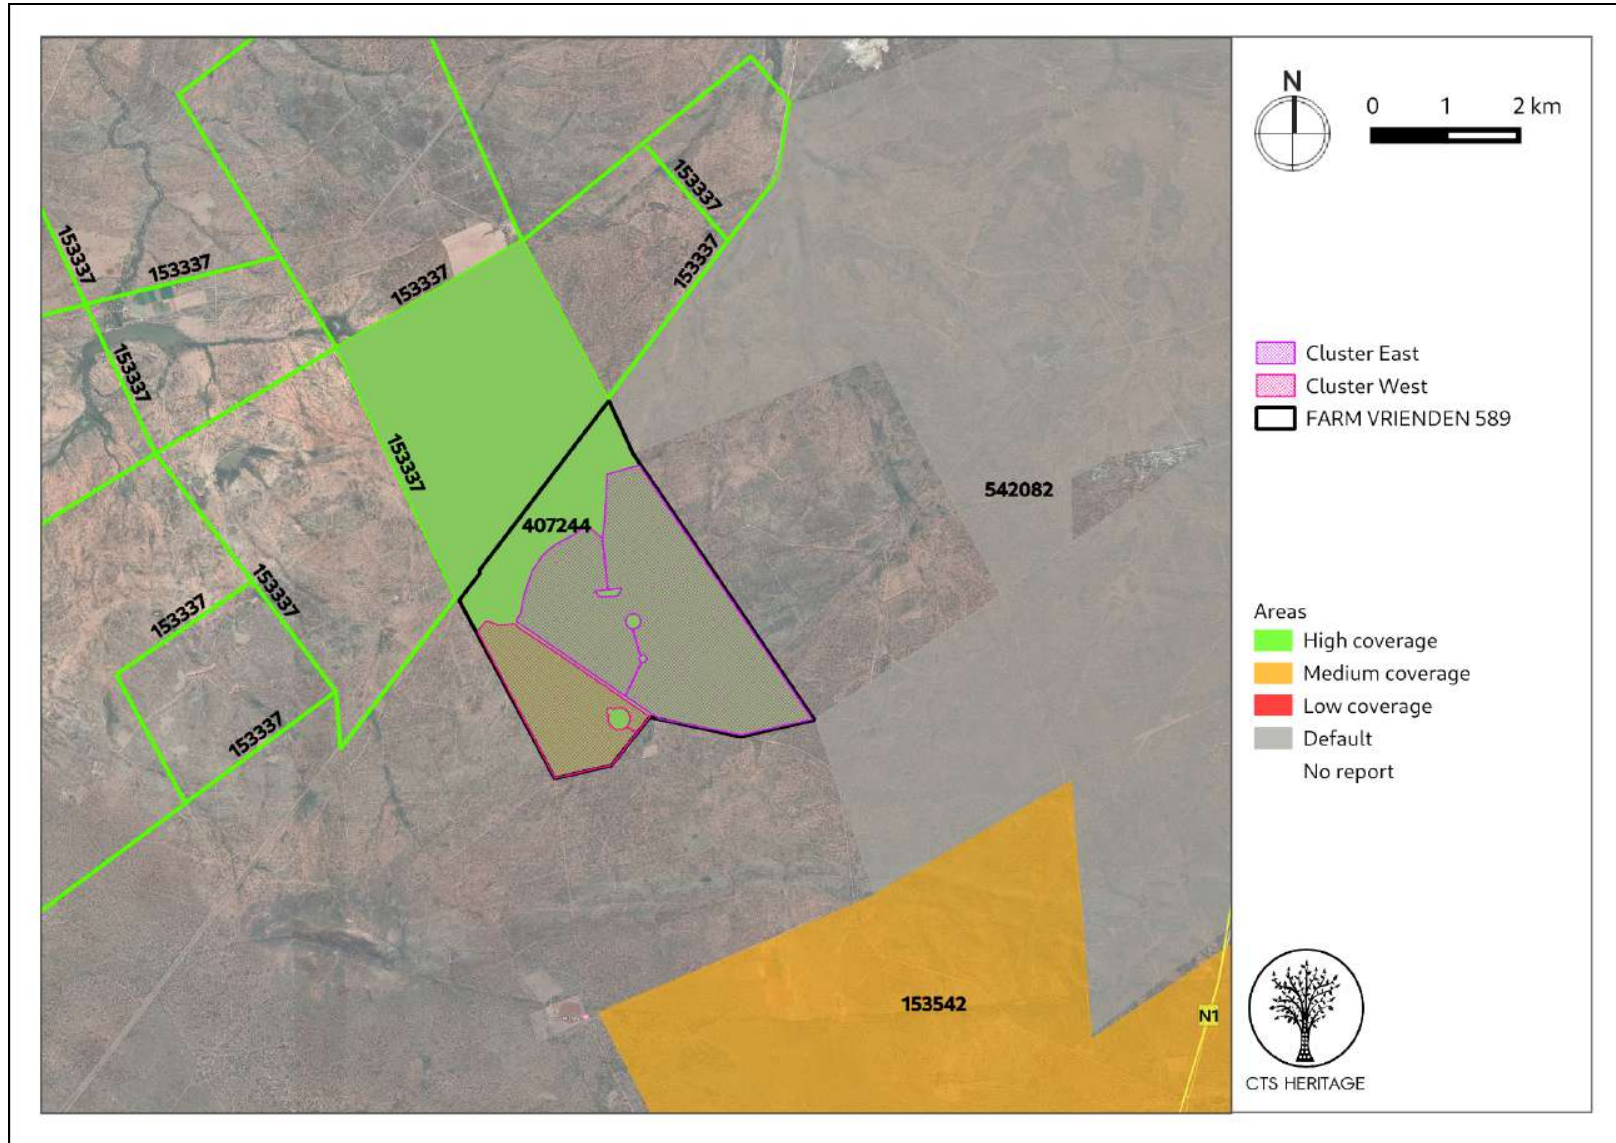 153337
153337
153337
153337
153337
153337
153337
153337
153337
153337
153337
407244
542082
153542
N1
N
0 1 2 km
Cluster East
Cluster West
FARM VRIENDEN 589
Areas
High coverage
Medium coverage
Low coverage
Default
No report
CTS HERITAGE